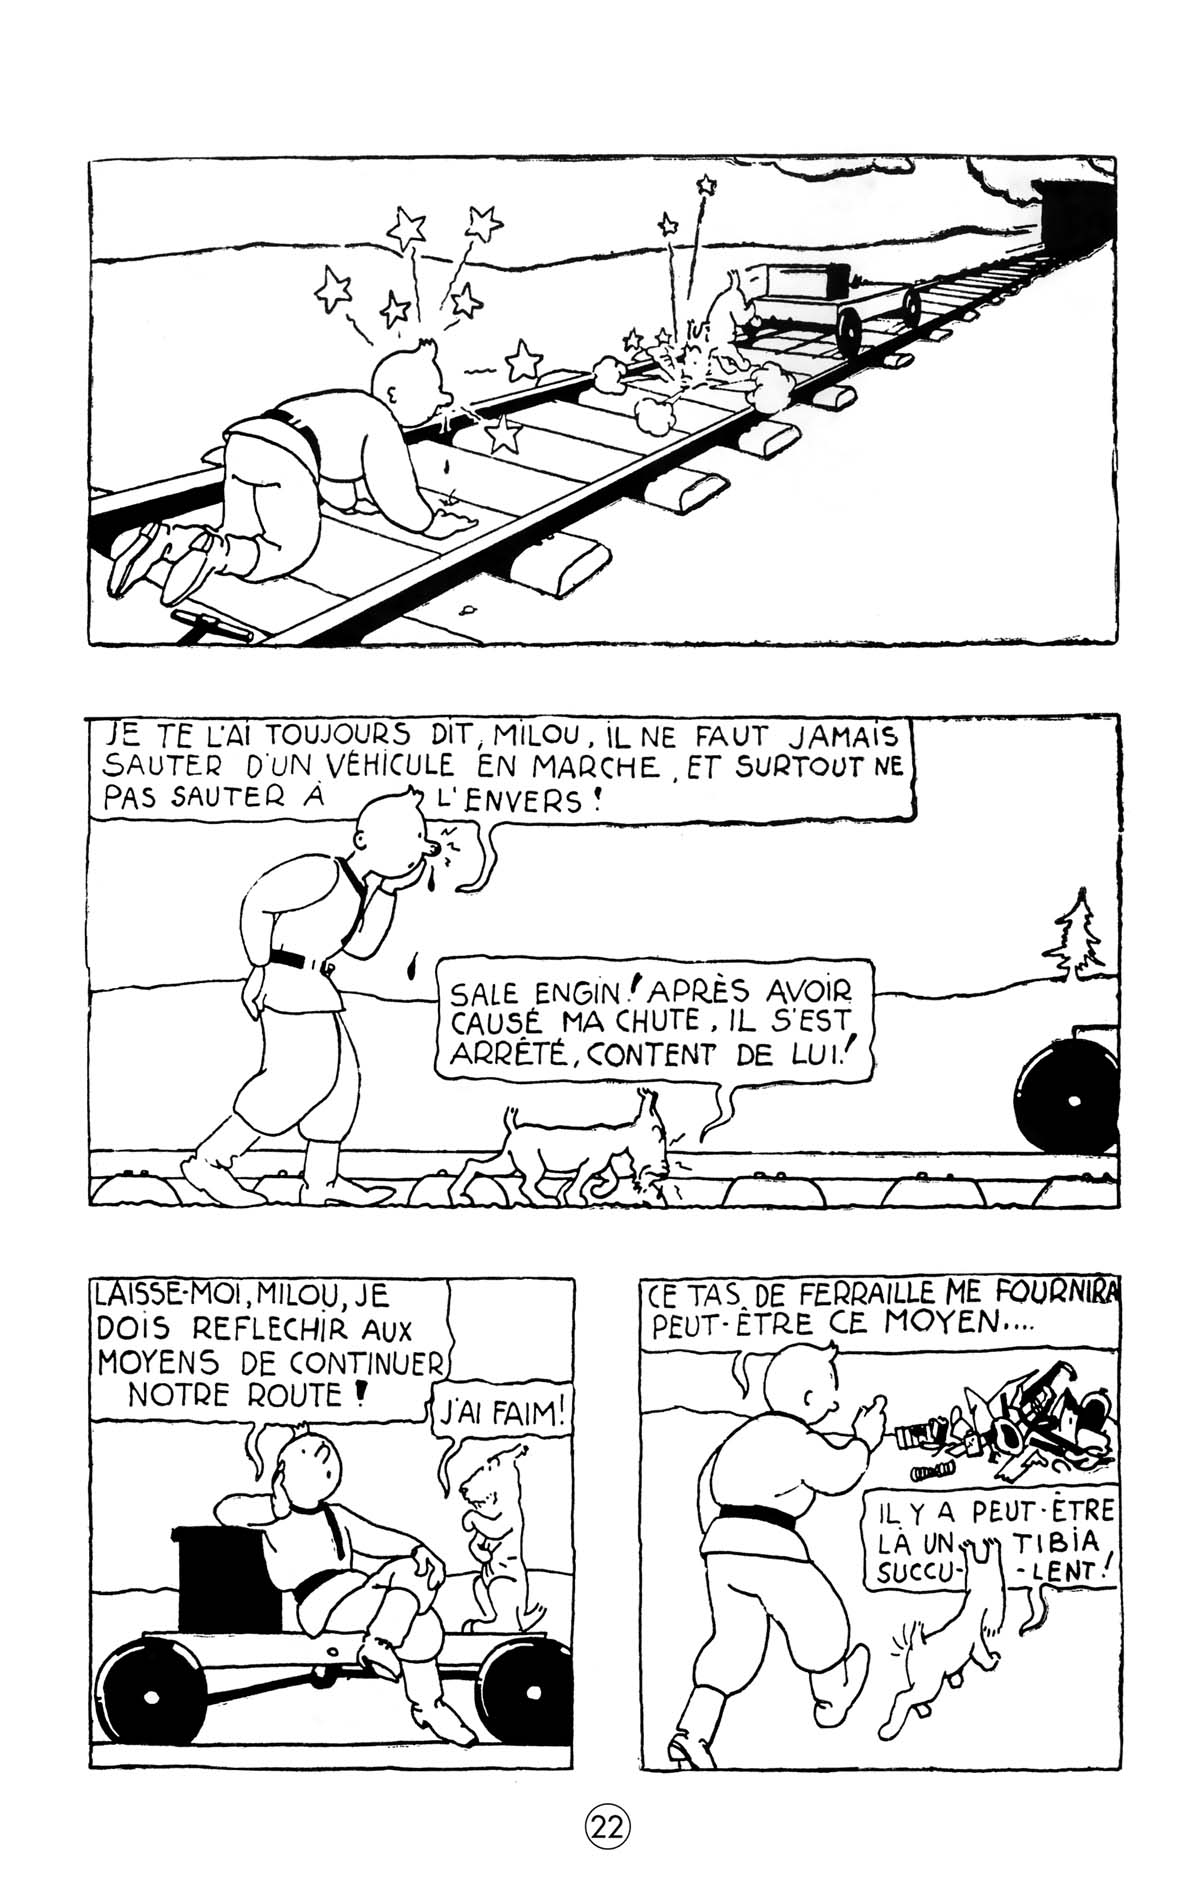 JE TE L'AI TOUJOURS DIT, MILOU, IL NE FAUT JAMAIS
SAUTER D'UN VÉHICULE EN MARCHE, ET SURTOUT NE
PAS SAUTER À L'ENVERS!
SALE ENGIN! APRÈS AVOIR
CAUSÉ MA CHUTE, IL S'EST
ARRÊTÉ, CONTENT DE LUI!
LAISSE-MOI, MILOU, JE
DOIS REFLECHIR AUX
MOYENS DE CONTINUER
NOTRE ROUTE!
J'AI FAIM!
CE TAS DE FERRAILLE ME FOURNIRA
PEUT-ÊTRE CE MOYEN....
IL Y A PEUT-ÊTRE
LÀ UN TIBIA
SUCCU- -LENT!
22